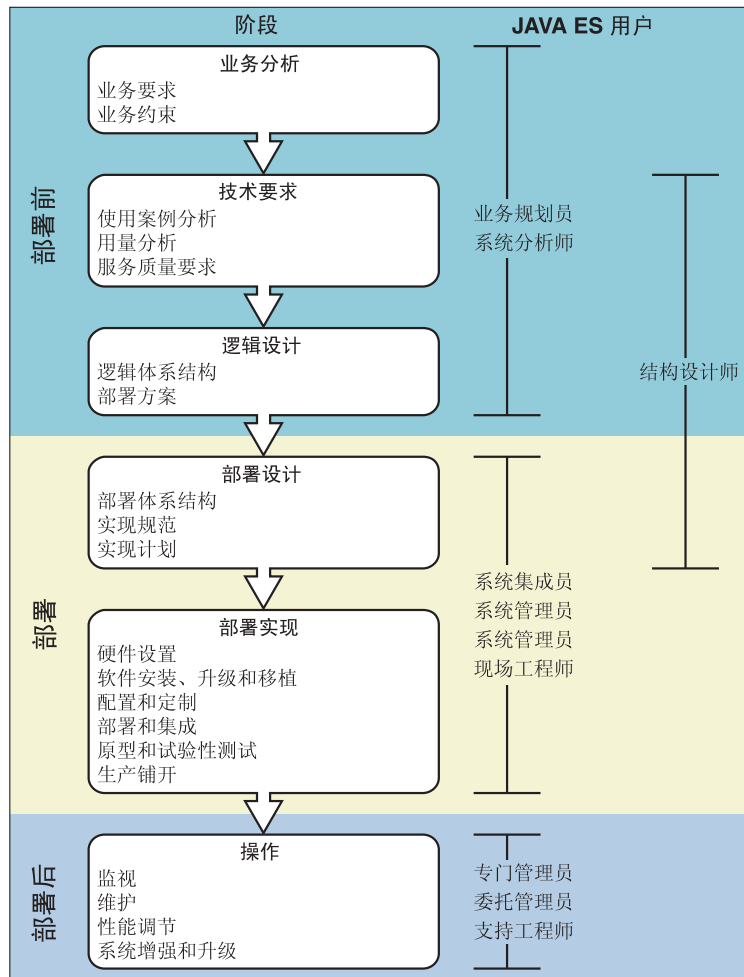 阶段
JAVA ES 用户
部署前
业务分析
业务要求
业务约束
技术要求
使用案例分析
用量分析
服务质量要求
逻辑设计
逻辑体系结构
部署方案
业务规划员
系统分析师
结构设计师
部署
部署设计
部署体系结构
实现规范
实现计划
部署实现
硬件设置
软件安装、升级和移植
配置和定制
部署和集成
原型和试验性测试
生产铺开
系统集成员
系统管理员
系统管理员
现场工程师
部署后
操作
监视
维护
性能调节
系统增强和升级
专门管理员
委托管理员
支持工程师